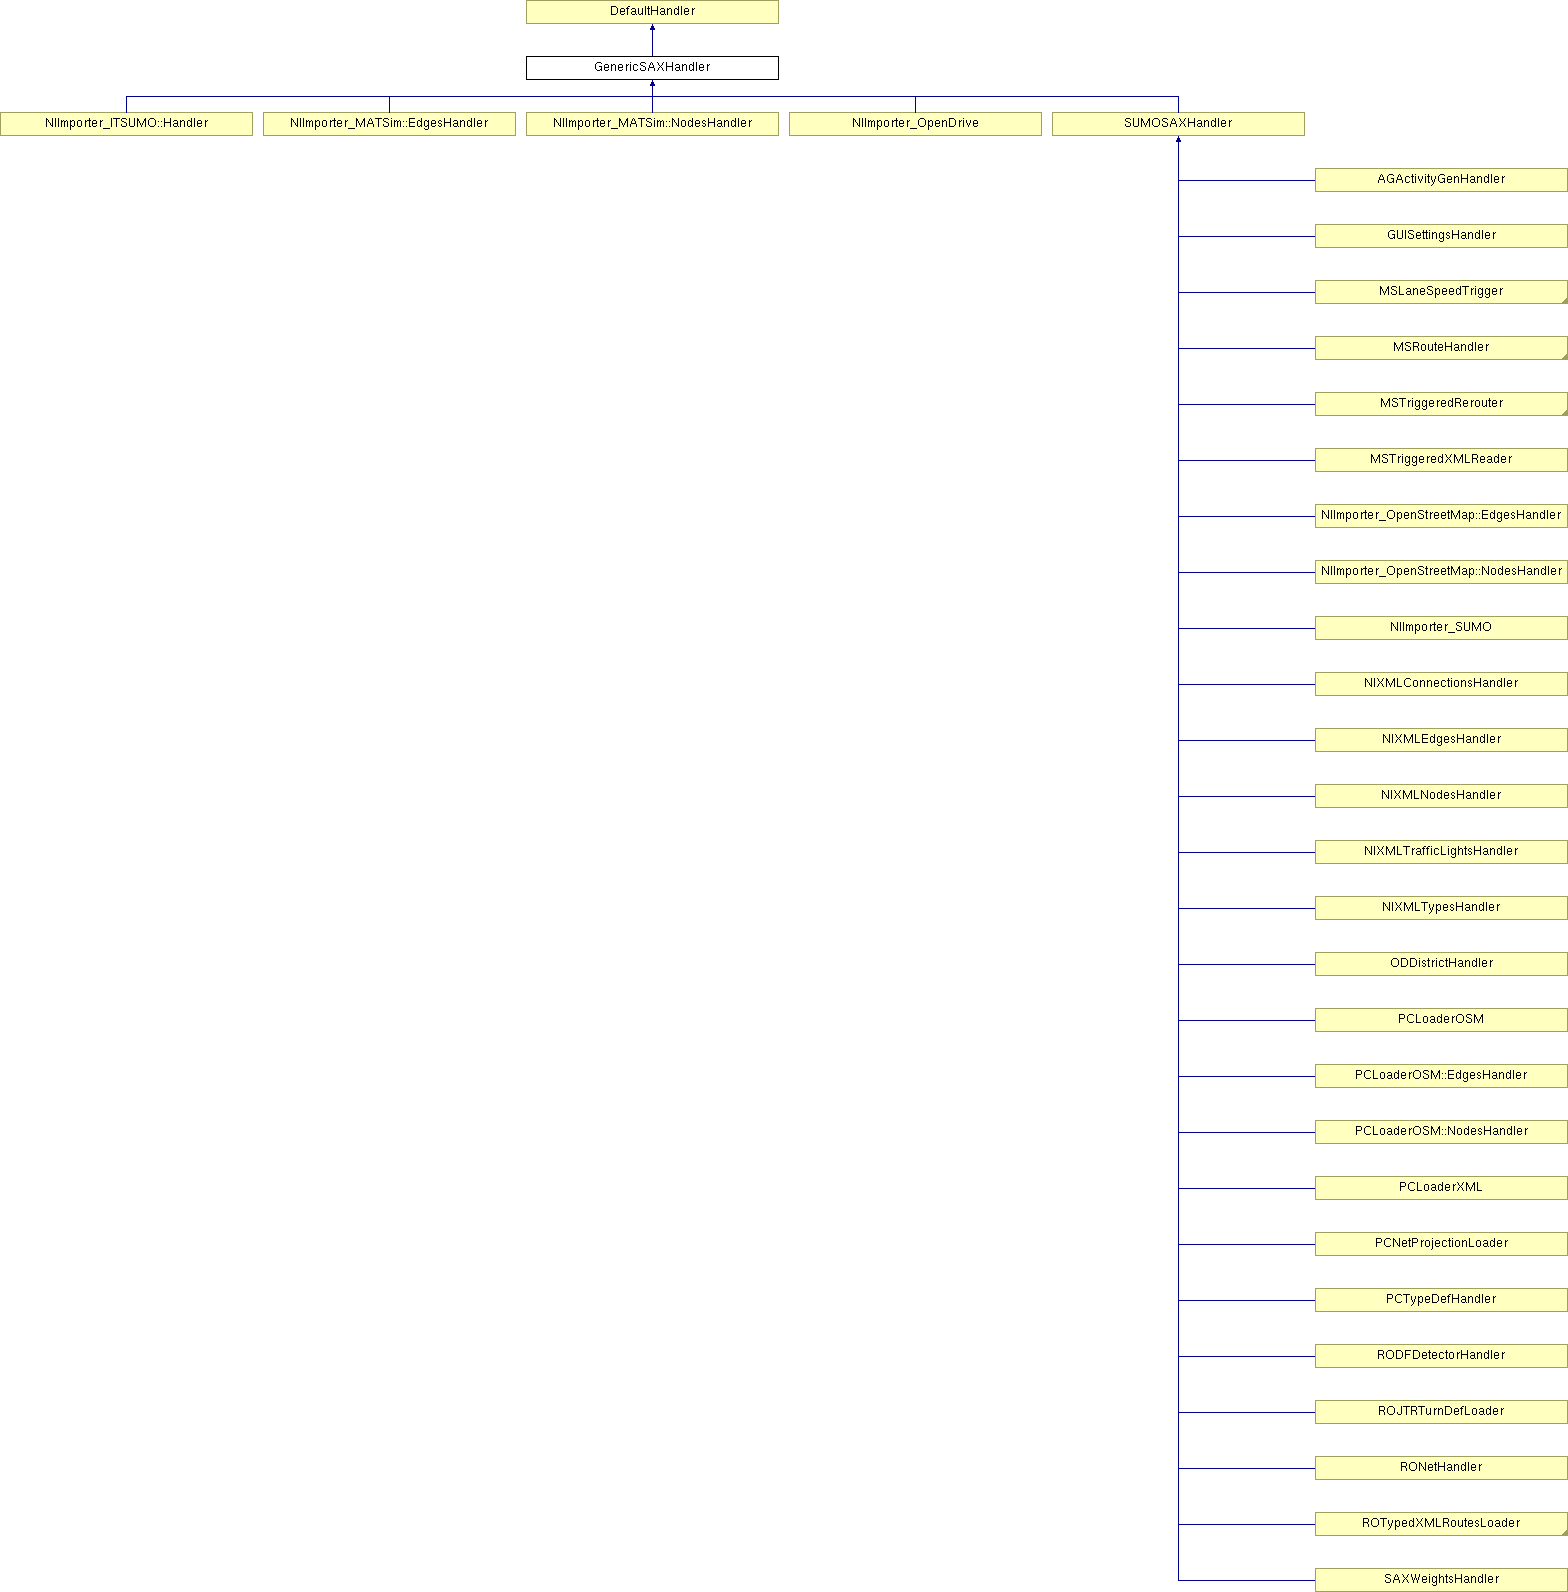 DefaultHandler
GenericSAXHandler
NIImporter_ITSUMO::Handler
NIImporter_MATSim::EdgesHandler
NIImporter_MATSim::NodesHandler
NIImporter_OpenDrive
SUMOSAXHandler
AGActivityGenHandler
GUISettingsHandler
MSLaneSpeedTrigger
MSRouteHandler
MSTriggeredRerouter
MSTriggeredXMLReader
NIImporter_OpenStreetMap::EdgesHandler
NIImporter_OpenStreetMap::NodesHandler
NIImporter_SUMO
NIXMLConnectionsHandler
NIXMLEdgesHandler
NIXMLNodesHandler
NIXMLTrafficLightsHandler
NIXMLTypesHandler
ODDistrictHandler
PCLoaderOSM
PCLoaderOSM::EdgesHandler
PCLoaderOSM::NodesHandler
PCLoaderXML
PCNetProjectionLoader
PCTypeDefHandler
RODFDetectorHandler
ROJTRTurnDefLoader
RONetHandler
ROTypedXMLRoutesLoader
SAXWeightsHandler